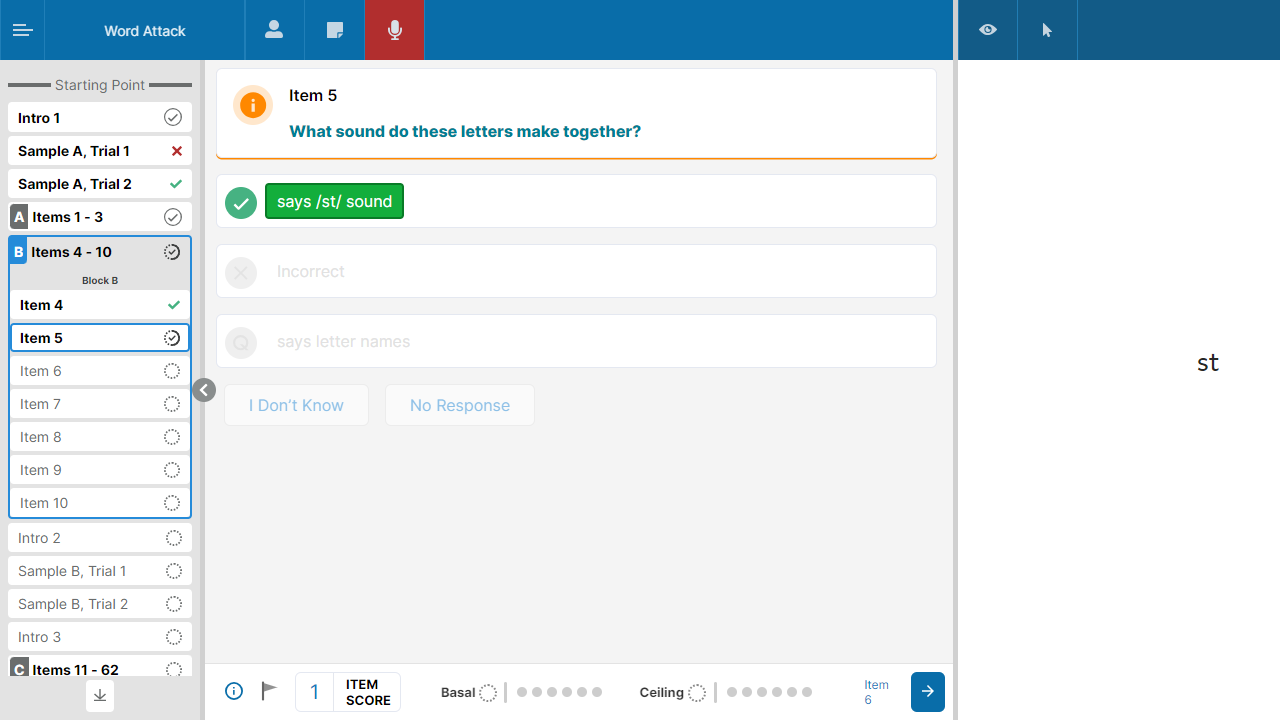 Word Attack
Starting Point
Intro 1
Sample A, Trial 1
Sample A, Trial 2
A Items 1 - 3
B Items 4 - 10
Block B
Item 4
Item 5
Item 6
Item 7
Item 8
Item 9
Item 10
Intro 2
Sample B, Trial 1
Sample B, Trial 2
Intro 3
C Items 11 - 62
Item 5
What sound do these letters make together?
says /st/ sound
Incorrect
Q says letter names
I Don’t Know
No Response
1 ITEM SCORE
Basal
Ceiling
Item 6
st